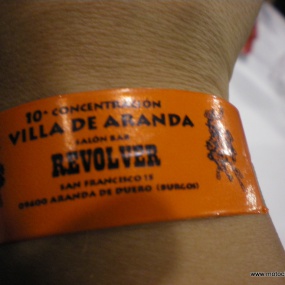 10ª CONCENTRACIÓN
VILLA DE ARANDA
SALÓN BAR
REVOLVER
SAN FRANCISCO 15
09400 ARANDA DE DUERO (BURGOS)